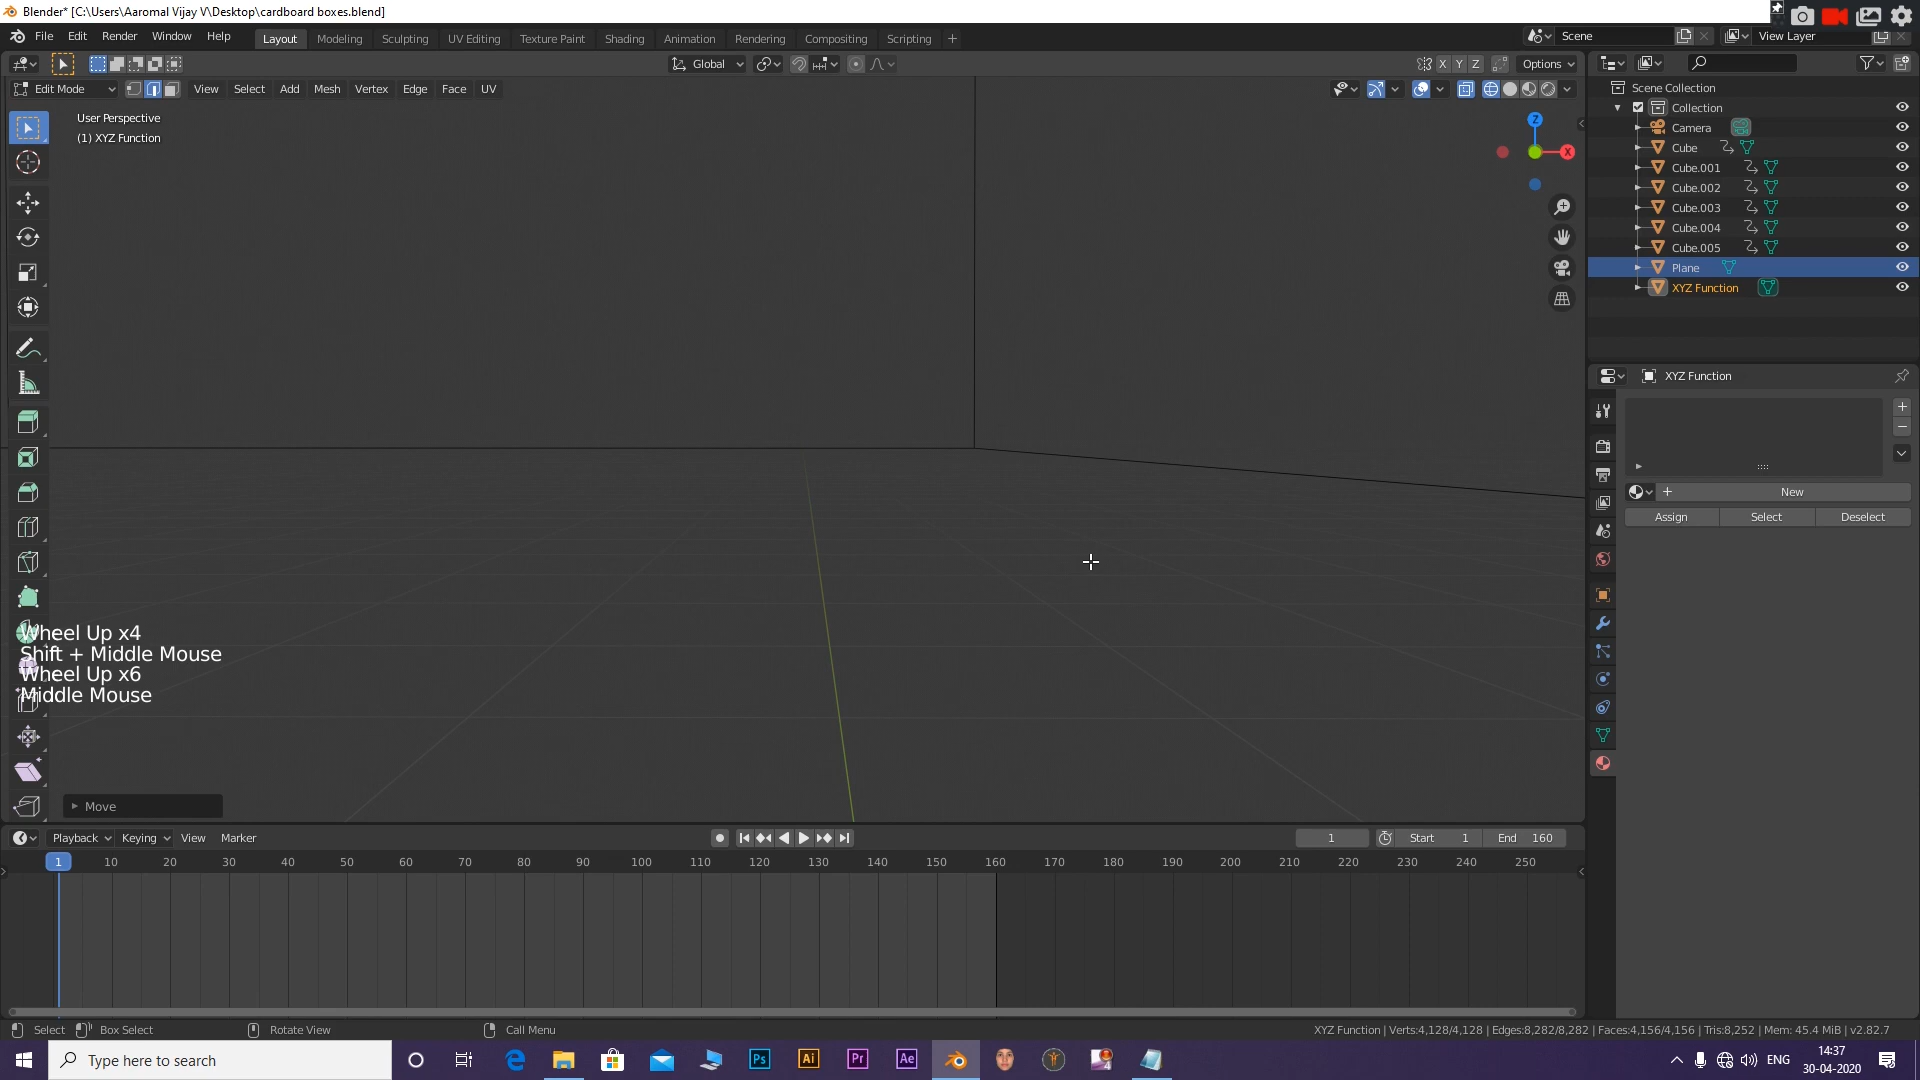 Blender* [C:\Users\Aaromal Vijay V\Desktop\cardboard boxes.blend]
File Edit Render Window Help Layout Modeling Sculpting UV Editing Texture Paint Shading Animation Rendering Compositing Scripting + Scene View Layer
Global X Y Z Options
Edit Mode View Select Add Mesh Vertex Edge Face UV
User Perspective
(1) XYZ Function
Z
X
Scene Collection
Collection
Camera
Cube
Cube.001
Cube.002
Cube.003
Cube.004
Cube.005
Plane
XYZ Function
XYZ Function
New
Assign Select Deselect
Wheel Up x4
Shift + Middle Mouse
Wheel Up x6
Middle Mouse
Move
Playback Keying View Marker 1 Start 1 End 160
1 10 20 30 40 50 60 70 80 90 100 110 120 130 140 150 160 170 180 190 200 210 220 230 240 250
Select Box Select Rotate View Call Menu XYZ Function | Verts:4,128/4,128 | Edges:8,282/8,282 | Faces:4,156/4,156 | Tris:8,252 | Mem: 45.4 MiB | v2.82.7
Type here to search Ps Ai Pr Ae ENG 14:37
30-04-2020